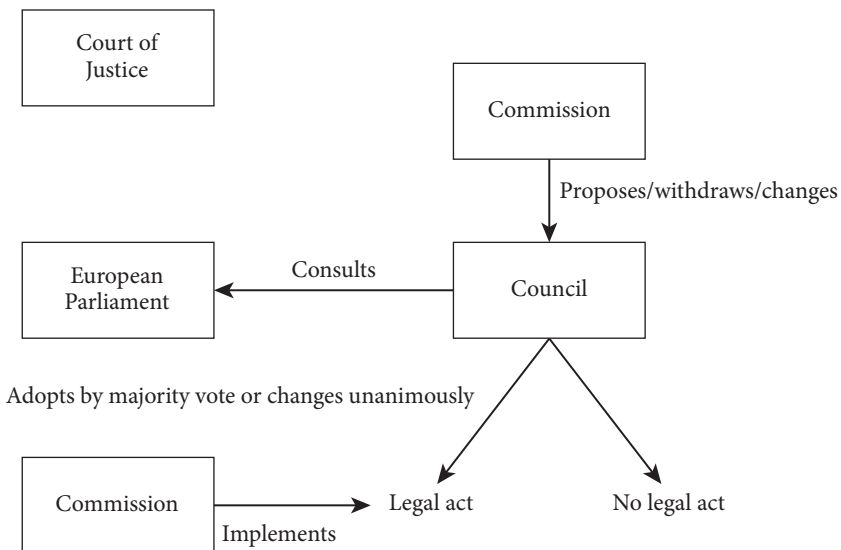 Court of
Justice
Commission
Proposes/withdraws/changes
European
Parliament
Consults
Council
Adopts by majority vote or changes unanimously
Commission
Implements
Legal act
No legal act